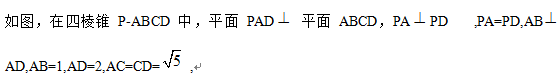 如图，在四棱锥 P-ABCD 中，平面 PAD⊥ 平面 ABCD，PA⊥PD ,PA=PD,AB⊥
AD,AB=1,AD=2,AC=CD=√5 ,